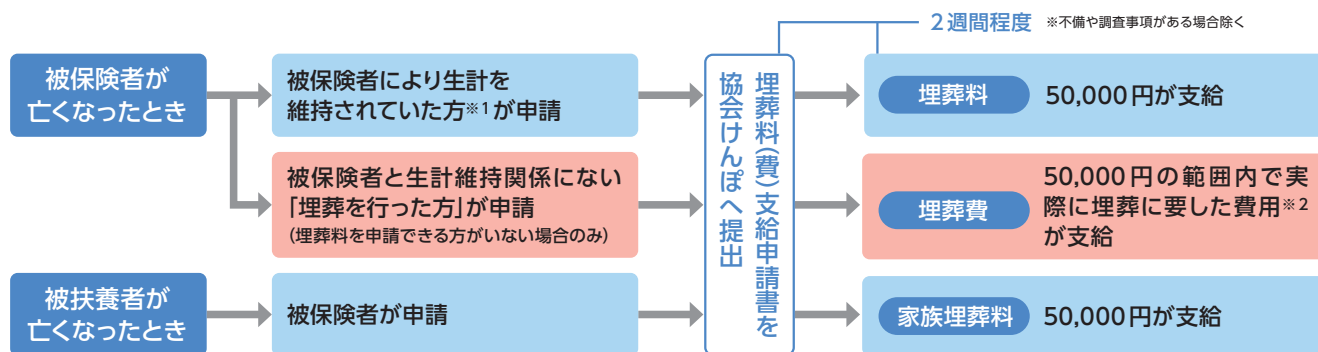 2週間程度 ※不備や調査事項がある場合除く
被保険者が
亡くなったとき
被保険者により生計を
維持されていた方※1が申請
被保険者と生計維持関係にない
「埋葬を行った方」が申請
(埋葬料を申請できる方がいない場合のみ)
被扶養者が
亡くなったとき
被保険者が申請
埋葬料(費)支給申請書を
協会けんぽへ提出
埋葬料 50,000円が支給
埋葬費
50,000円の範囲内で実
際に埋葬に要した費用※2
が支給
家族埋葬料 50,000円が支給